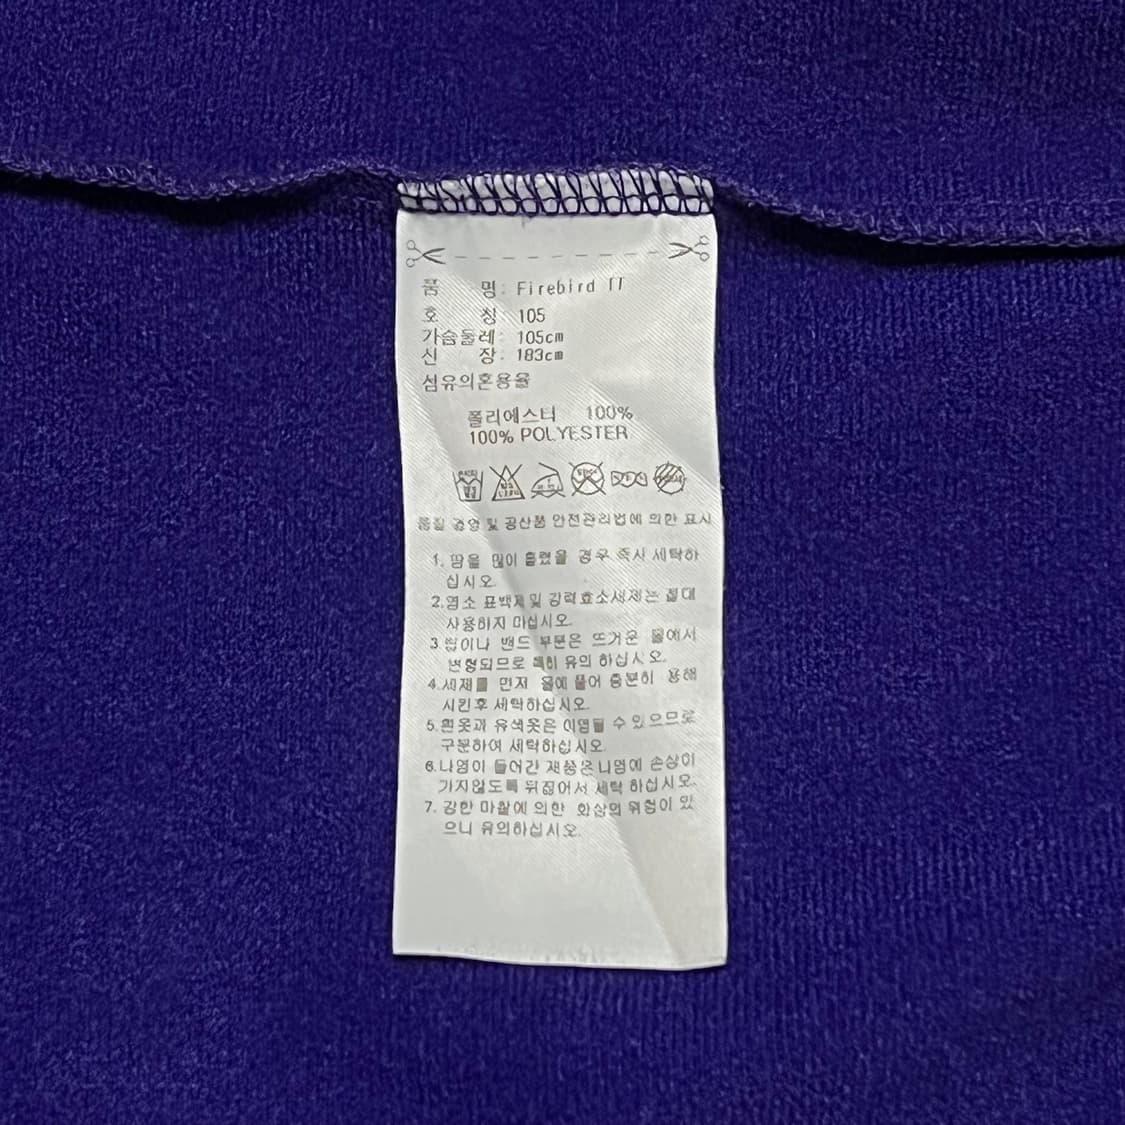 품 명: Firebird TT
호 칭 105
가슴둘레: 105cm
신 장: 183cm
섬유의혼용율
폴리에스터 100%
100% POLYESTER
품질 경영 및 공산품 안전관리법에 의한 표시
1. 땀을 많이 흘렸을 경우 즉시 세탁하
십시오.
2.염소 표백제및 강력효소세제는 절대
사용하지 마십시오.
3 립이나 밴드 부분은 뜨거운 물에서
변형되므로 특히 유의 하십시오.
4.세제를 먼저 물에 풀어 충분히 용해
시킨후 세탁하십시오.
5.흰옷과 유색옷은 이염될 수 있으므로
구분하여 세탁하십시오.
6.나염이 들어간 제품은 나염에 손상이
가지않도록 뒤집어서 세탁 하십시오.
7. 강한 마찰에 의한 화상의 위험이 있
으니 유의하십시오.